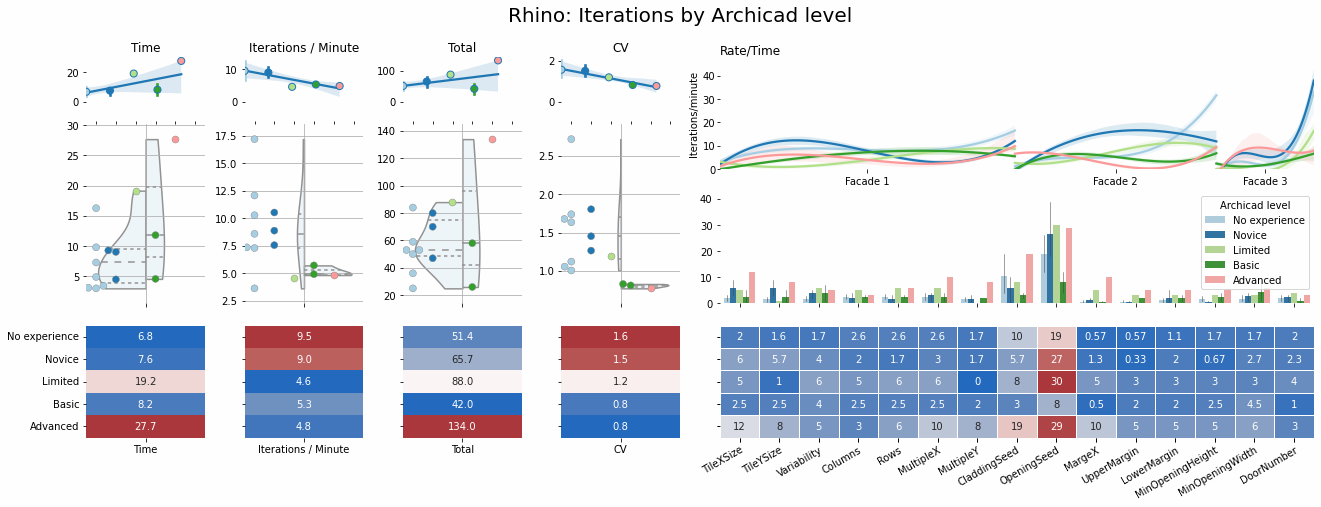 Rhino: Iterations by Archicad level
Time
Iterations / Minute
Total
CV
Rate/Time
20
0
10
0
100
0
2
0
40
30
20
10
0
Iterations/minute
Facade 1
Facade 2
Facade 3
30
25
20
15
10
5
17.5
15.0
12.5
10.0
7.5
5.0
2.5
140
120
100
80
60
40
20
2.5
2.0
1.5
1.0
40
30
20
10
0
Archicad level
No experience
Novice
Limited
Basic
Advanced
No experience 6.8 9.5 51.4 1.6 2 1.6 1.7 2.6 2.6 2.6 1.7 10 19 0.57 0.57 1.1 1.7 1.7 2
Novice 7.6 9.0 65.7 1.5 6 5.7 4 2 1.7 3 1.7 5.7 27 1.3 0.33 2 0.67 2.7 2.3
Limited 19.2 4.6 88.0 1.2 5 1 6 5 6 6 0 8 30 5 3 3 3 3 4
Basic 8.2 5.3 42.0 0.8 2.5 2.5 4 2.5 2.5 2.5 2 3 8 0.5 2 2 2.5 4.5 1
Advanced 27.7 4.8 134.0 0.8 12 8 5 3 6 10 8 19 29 10 5 5 5 6 3
Time
Iterations / Minute
Total
CV
TileXSize
TileYSize
Variability
Columns
Rows
MultipleX
MultipleY
CladdingSeed
OpeningSeed
MargeX
UpperMargin
LowerMargin
MinOpeningHeight
MinOpeningWidth
DoorNumber